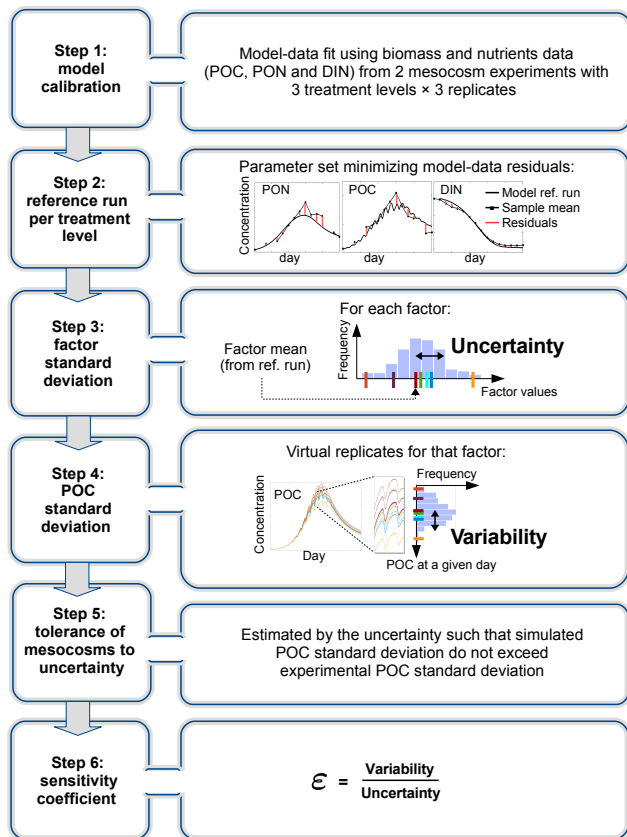 Step 1:
model
calibration
Model-data fit using biomass and nutrients data
(POC, PON and DIN) from 2 mesocosm experiments with
3 treatment levels × 3 replicates
Step 2:
reference run
per treatment
level
Parameter set minimizing model-data residuals:
Concentration
PON
POC
DIN
Model ref. run
Sample mean
Residuals
day
day
Step 3:
factor
standard
deviation
For each factor:
Factor mean
(from ref. run)
Frequency
Uncertainty
Factor values
Step 4:
POC
standard
deviation
Virtual replicates for that factor:
Concentration
POC
Day
Frequency
Variability
POC at a given day
Step 5:
tolerance of
mesocosms to
uncertainty
Estimated by the uncertainty such that simulated
POC standard deviation do not exceed
experimental POC standard deviation
Step 6:
sensitivity
coefficient
ε = Variability
Uncertainty